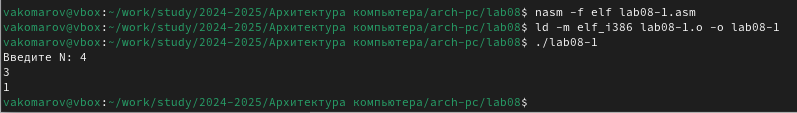 vakomarov@vbox:~/work/study/2024-2025/Архитектура компьютера/arch-pc/lab08$ nasm -f elf lab08-1.asm
vakomarov@vbox:~/work/study/2024-2025/Архитектура компьютера/arch-pc/lab08$ ld -m elf_i386 lab08-1.o -o lab08-1
vakomarov@vbox:~/work/study/2024-2025/Архитектура компьютера/arch-pc/lab08$ ./lab08-1
Введите N: 4
3
1
vakomarov@vbox:~/work/study/2024-2025/Архитектура компьютера/arch-pc/lab08$